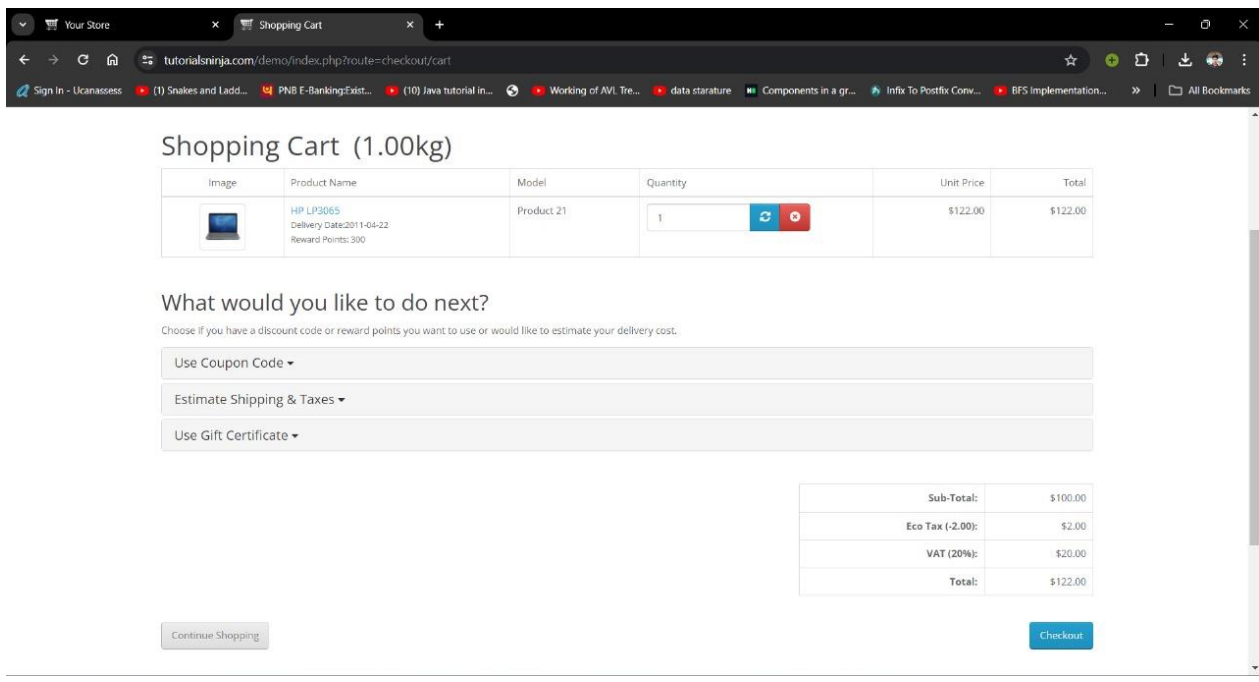 Your Store
Shopping Cart
tutorialsninja.com/demo/index.php?route=checkout/cart
Sign In - Ucanassess (1) Snakes and Ladd... PNB E-Banking:Exist... (10) Java tutorial in... Working of AVL Tre... data starature Components in a gr... Infix To Postfix Conv... BFS Implementation... » All Bookmarks
Shopping Cart (1.00kg)
Image Product Name Model Quantity Unit Price Total
HP LP3065 Product 21 1 $122.00 $122.00
Delivery Date:2011-04-22
Reward Points: 300
What would you like to do next?
Choose if you have a discount code or reward points you want to use or would like to estimate your delivery cost.
Use Coupon Code
Estimate Shipping & Taxes
Use Gift Certificate
Sub-Total: $100.00
Eco Tax (-2.00): $2.00
VAT (20%): $20.00
Total: $122.00
Continue Shopping Checkout